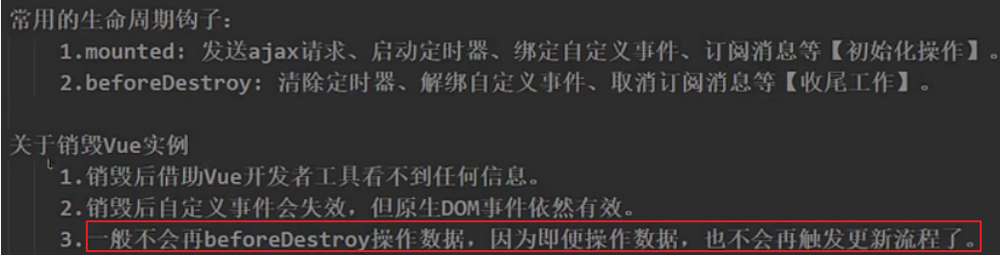 常用的生命周期钩子:
1.mounted: 发送ajax请求、启动定时器、绑定自定义事件、订阅消息等【初始化操作】。
2.beforeDestroy: 清除定时器、解绑自定义事件、取消订阅消息等【收尾工作】。
关于销毁Vue实例
1.销毁后借助Vue开发者工具看不到任何信息。
2.销毁后自定义事件会失效，但原生DOM事件依然有效。
3.一般不会再beforeDestroy操作数据，因为即便操作数据，也不会再触发更新流程了。